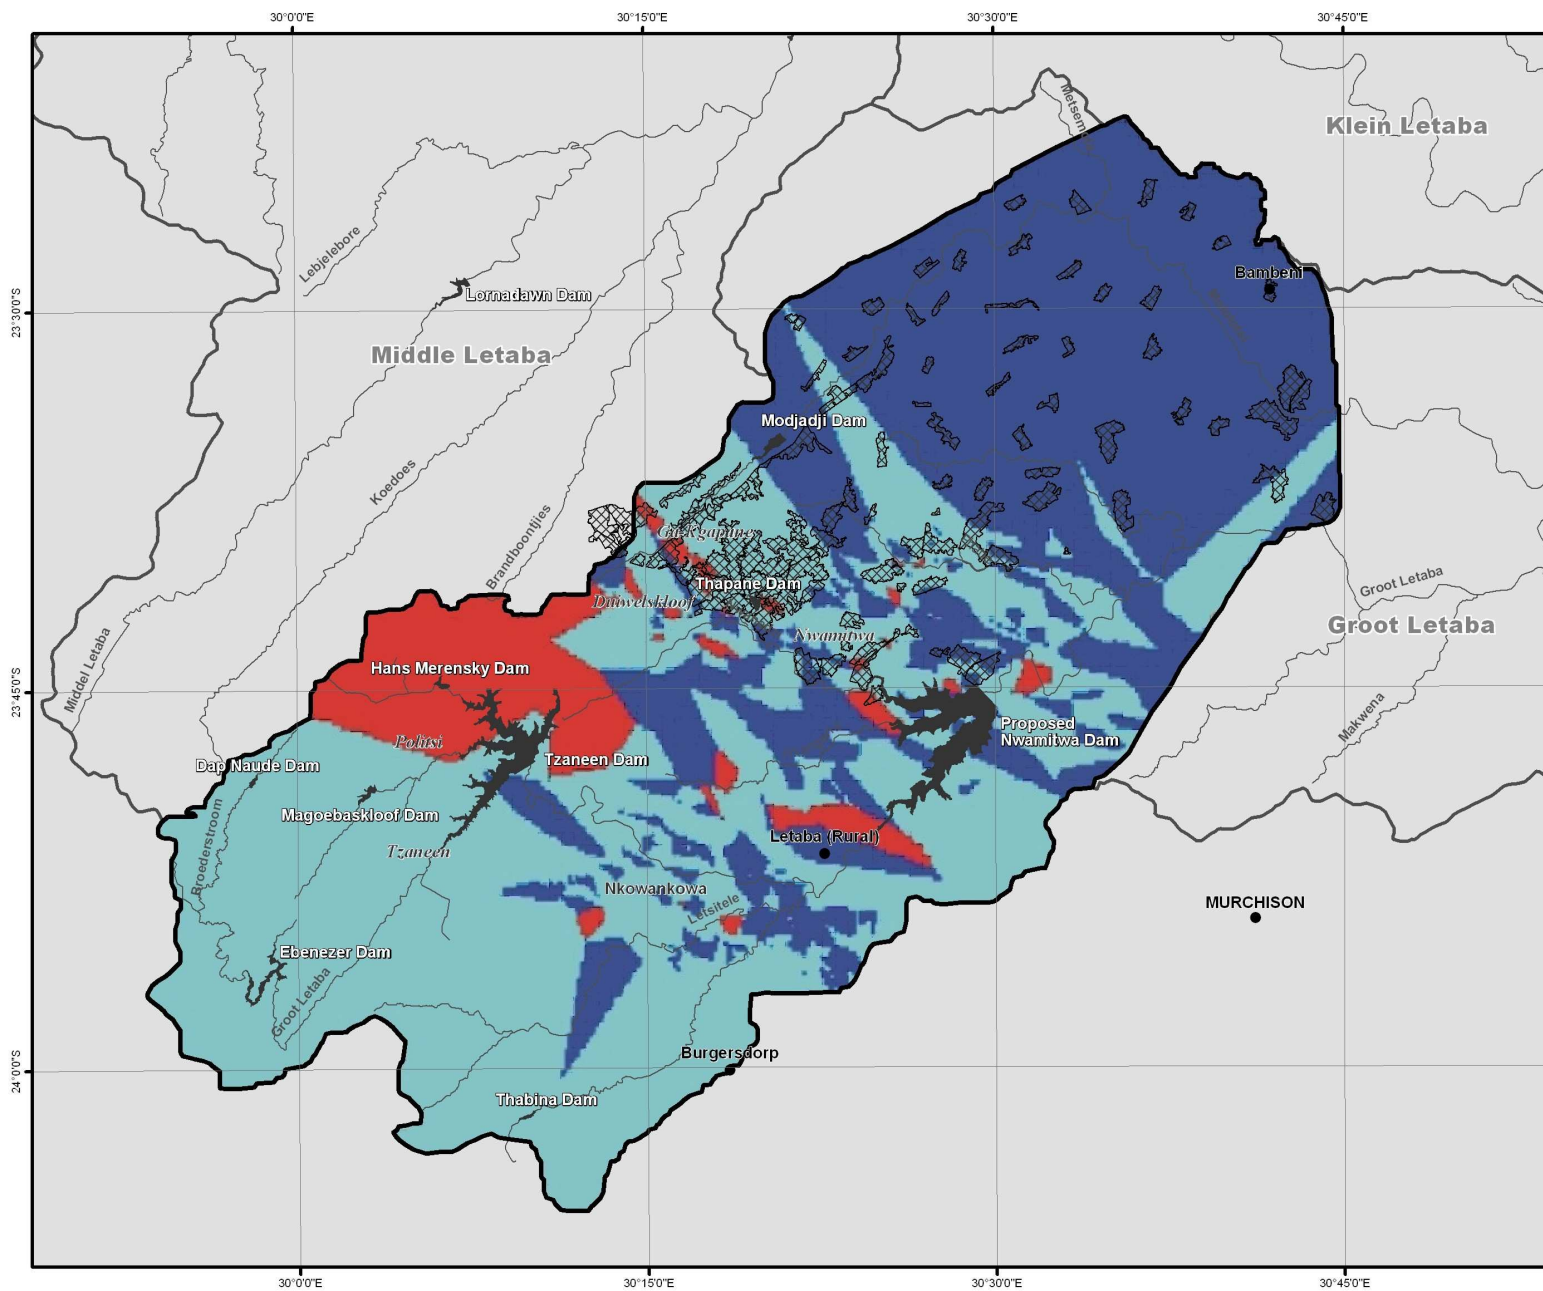 30°0'0"E
30°15'0"E
30°30'0"E
30°45'0"E
Klein Letaba
Lebjelebore
Bambeni
Lornadawn Dam
23°30'0"S
Middle Letaba
Modjadji Dam
Koedoes
Brandboontjies
Ga-Kgapane
Thapane Dam
Groot Letaba
Duiwelskloof
Groot Letaba
Nwamitwa
Middel Letaba
Hans Merensky Dam
23°45'0"S
Makwena
Proposed
Nwamitwa Dam
Politsi
Tzaneen Dam
Dap Naude Dam
Magoebaskloof Dam
Letaba (Rural)
Broederstroom
Tzaneen
Nkowankowa
Letsitele
MURCHISON
Ebenezer Dam
Groot Letaba
Burgersdorp
24°0'0"S
Thabina Dam
30°0'0"E
30°15'0"E
30°30'0"E
30°45'0"E